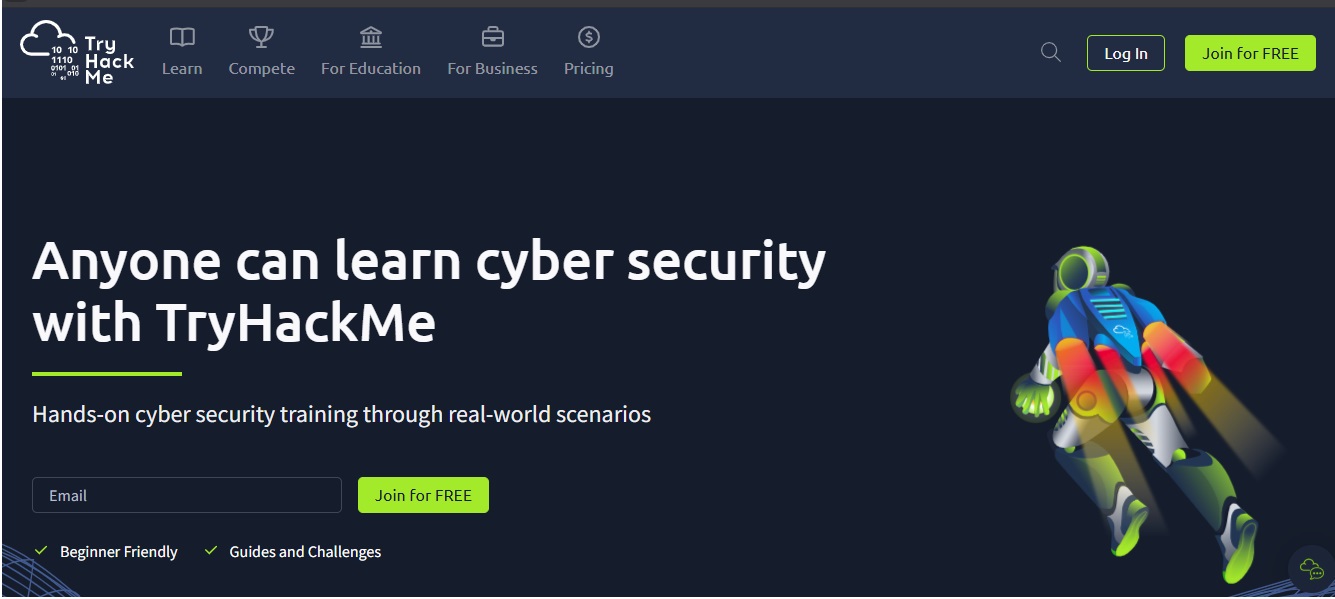 Try
Hack
Me
10 10
1110
0101 01
01 010
01
Learn
Compete
For Education
For Business
Pricing
Log In
Join for FREE
Anyone can learn cyber security
with TryHackMe
Hands-on cyber security training through real-world scenarios
Email
Join for FREE
Beginner Friendly
Guides and Challenges